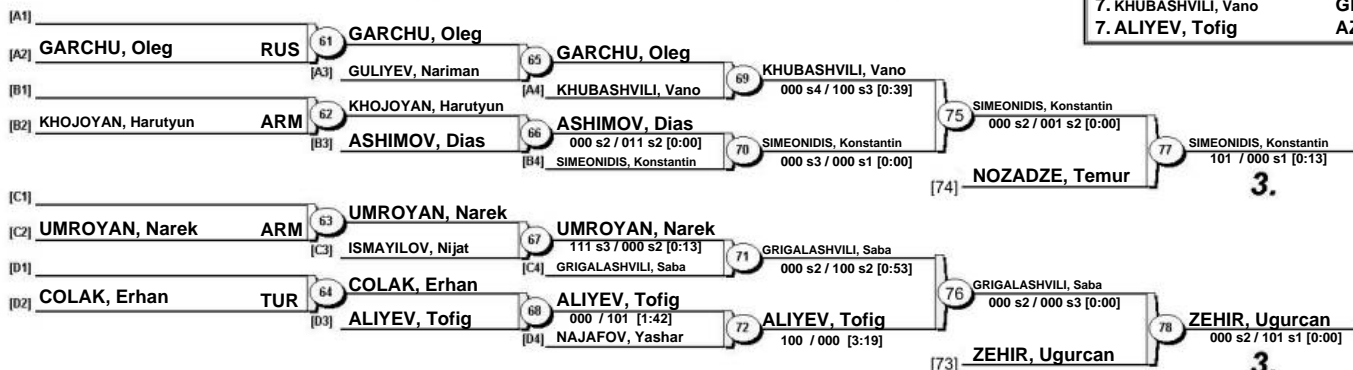 7. KHUBASHVILI, Vano
7. ALIYEV, Tofig
[A1]
[A2] GARCHU, Oleg RUS
61
GARCHU, Oleg
[A3] GULIYEV, Nariman
65
GARCHU, Oleg
[A4] KHUBASHVILI, Vano
69
KHUBASHVILI, Vano
000 s4 / 100 s3 [0:39]
[B1]
[B2] KHOJOYAN, Harutyun ARM
62
KHOJOYAN, Harutyun
[B3] ASHIMOV, Dias
66
ASHIMOV, Dias
000 s2 / 011 s2 [0:00]
[B4] SIMEONIDIS, Konstantin
70
SIMEONIDIS, Konstantin
000 s3 / 000 s1 [0:00]
75
SIMEONIDIS, Konstantin
000 s2 / 001 s2 [0:00]
[74] NOZADZE, Temur
77
SIMEONIDIS, Konstantin
101 / 000 s1 [0:13]
3.
[C1]
[C2] UMROYAN, Narek ARM
63
UMROYAN, Narek
[C3] ISMAYILOV, Nijat
67
UMROYAN, Narek
111 s3 / 000 s2 [0:13]
[C4] GRIGALASHVILI, Saba
71
GRIGALASHVILI, Saba
000 s2 / 100 s2 [0:53]
[D1]
[D2] COLAK, Erhan TUR
64
COLAK, Erhan
[D3] ALIYEV, Tofig
68
ALIYEV, Tofig
000 / 101 [1:42]
[D4] NAJAFOV, Yashar
72
ALIYEV, Tofig
100 / 000 [3:19]
76
GRIGALASHVILI, Saba
000 s2 / 000 s3 [0:00]
[73] ZEHIR, Ugurcan
78
ZEHIR, Ugurcan
000 s2 / 101 s1 [0:00]
3.